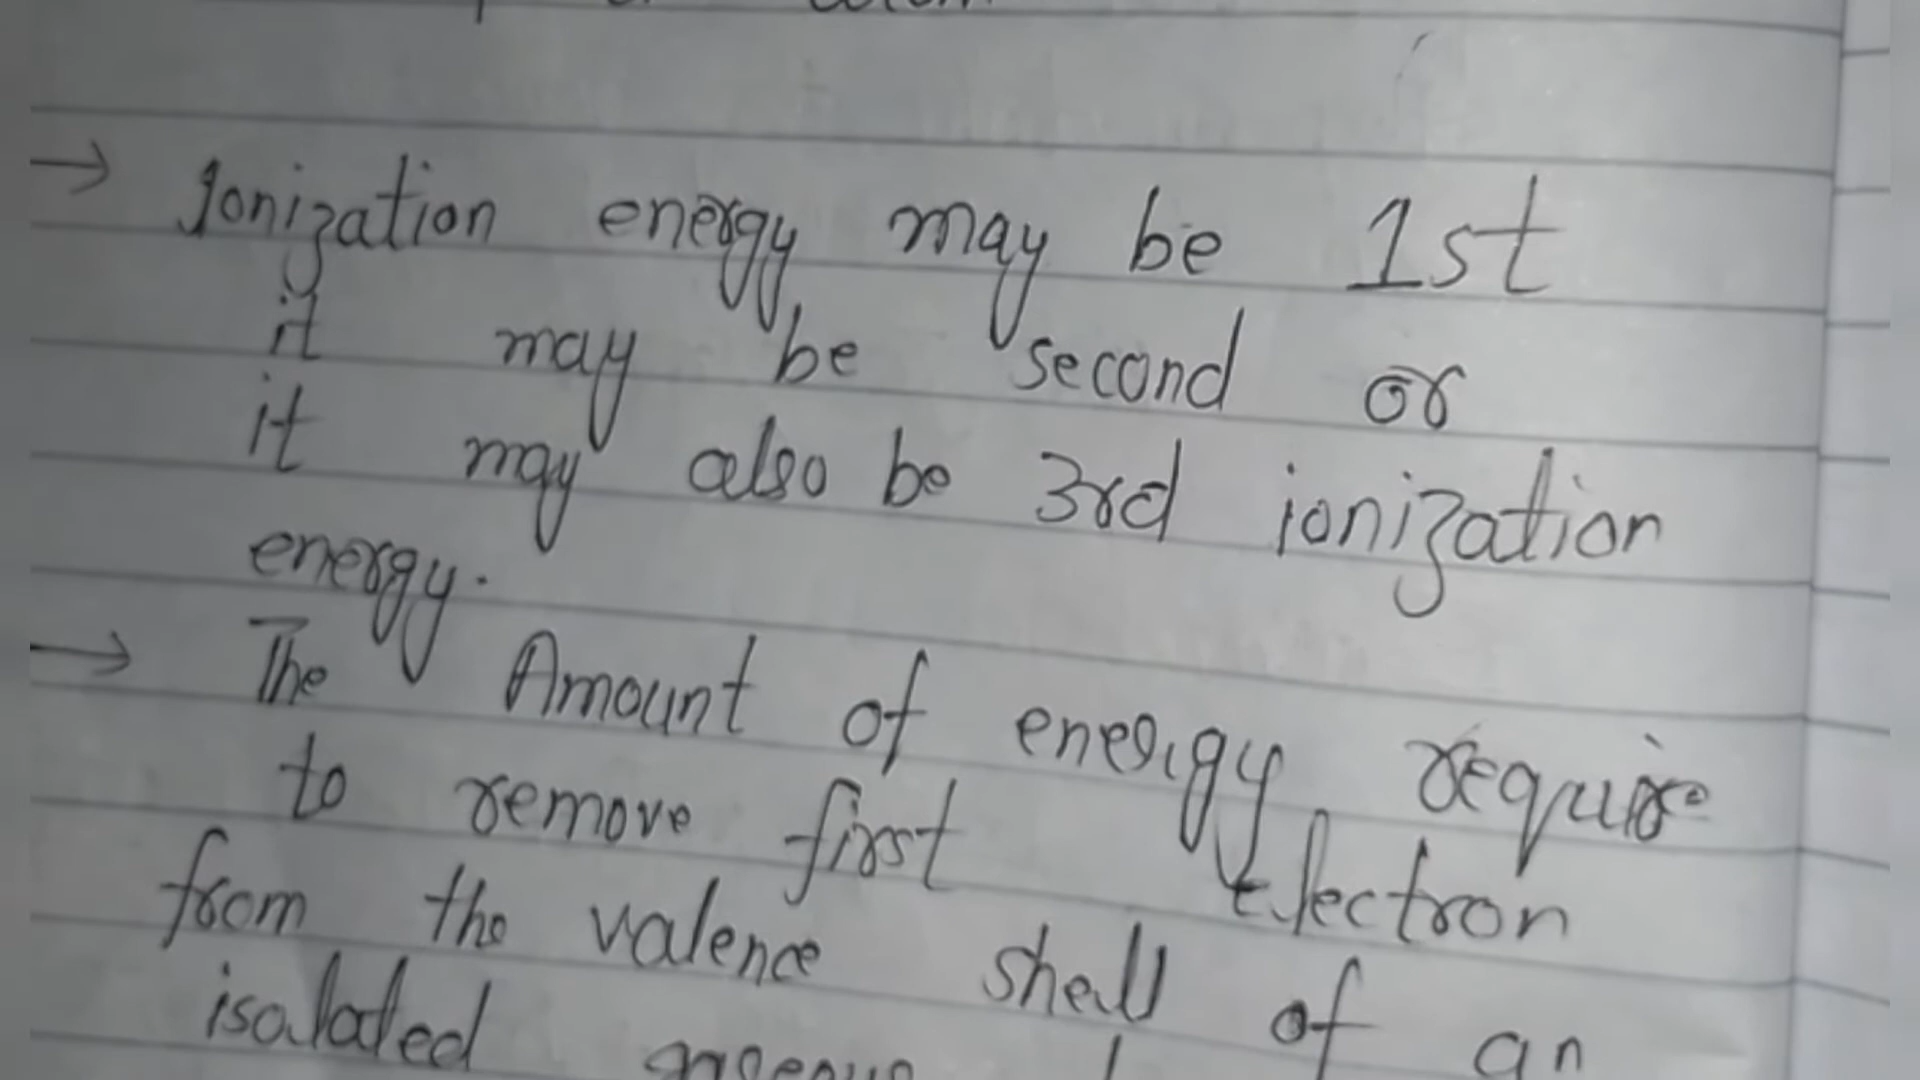 → Ionization energy may be 1st
it may be second or
it may also be 3rd ionization
energy.
→ The Amount of energy require
to remove first Electron
from the valence shell of an
isolated gaseous